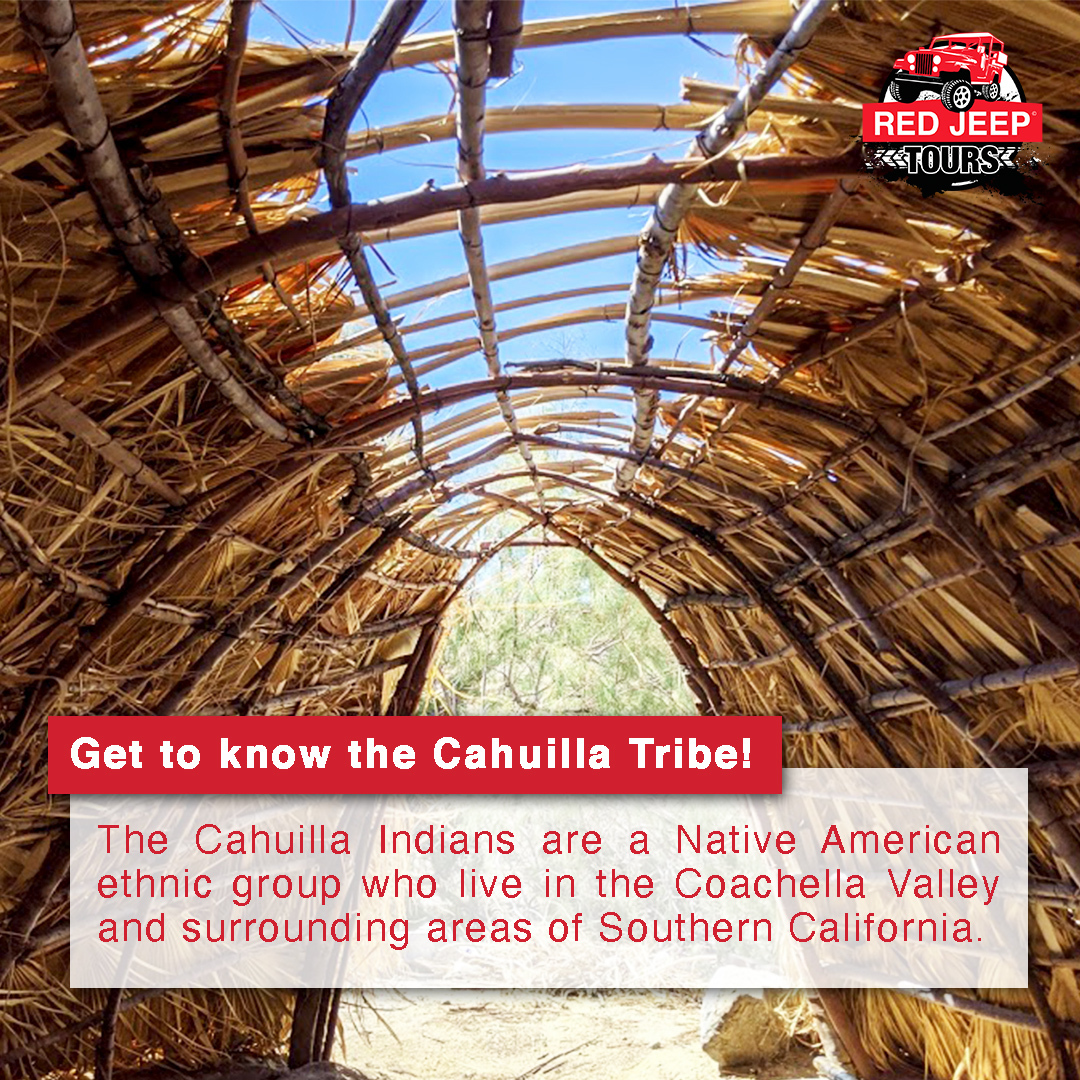 RED JEEP
TOURS
Get to know the Cahuilla Tribe!
The Cahuilla Indians are a Native American
ethnic group who live in the Coachella Valley
and surrounding areas of Southern California.